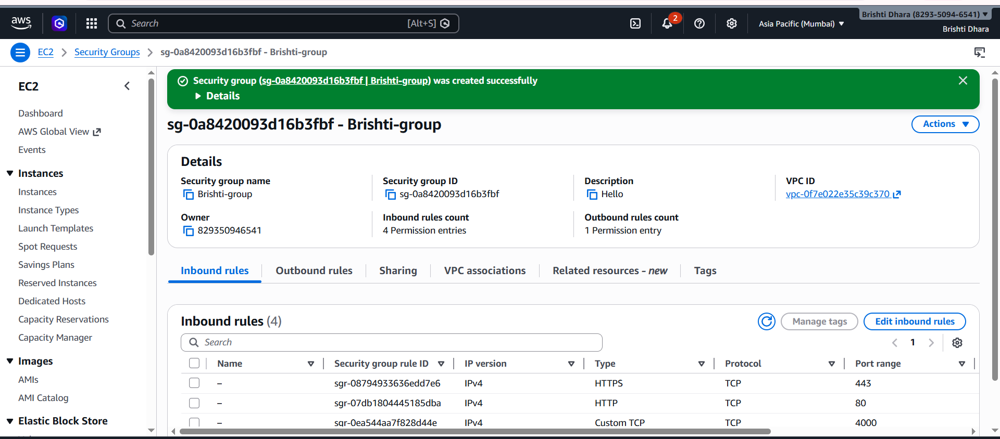 aws
Search [Alt+S]
2
Asia Pacific (Mumbai)
Brishti Dhara (8293-5094-6541)
Brishti Dhara
EC2 Security Groups sg-0a8420093d16b3fbf - Brishti-group
EC2
Dashboard
AWS Global View
Events
Instances
Instances
Instance Types
Launch Templates
Spot Requests
Savings Plans
Reserved Instances
Dedicated Hosts
Capacity Reservations
Capacity Manager
Images
AMIs
AMI Catalog
Elastic Block Store
Security group (sg-0a8420093d16b3fbf | Brishti-group) was created successfully
Details
sg-0a8420093d16b3fbf - Brishti-group
Actions
Details
Security group name
Brishti-group
Security group ID
sg-0a8420093d16b3fbf
Description
Hello
VPC ID
vpc-0f7e022e35c39c370
Owner
829350946541
Inbound rules count
4 Permission entries
Outbound rules count
1 Permission entry
Inbound rules Outbound rules Sharing VPC associations Related resources - new Tags
Inbound rules (4)
Manage tags
Edit inbound rules
Search
1
Name Security group rule ID IP version Type Protocol Port range
– sgr-08794933636edd7e6 IPv4 HTTPS TCP 443
– sgr-07db1804445185dba IPv4 HTTP TCP 80
– sgr-0ea544aa7f828d44e IPv4 Custom TCP TCP 4000